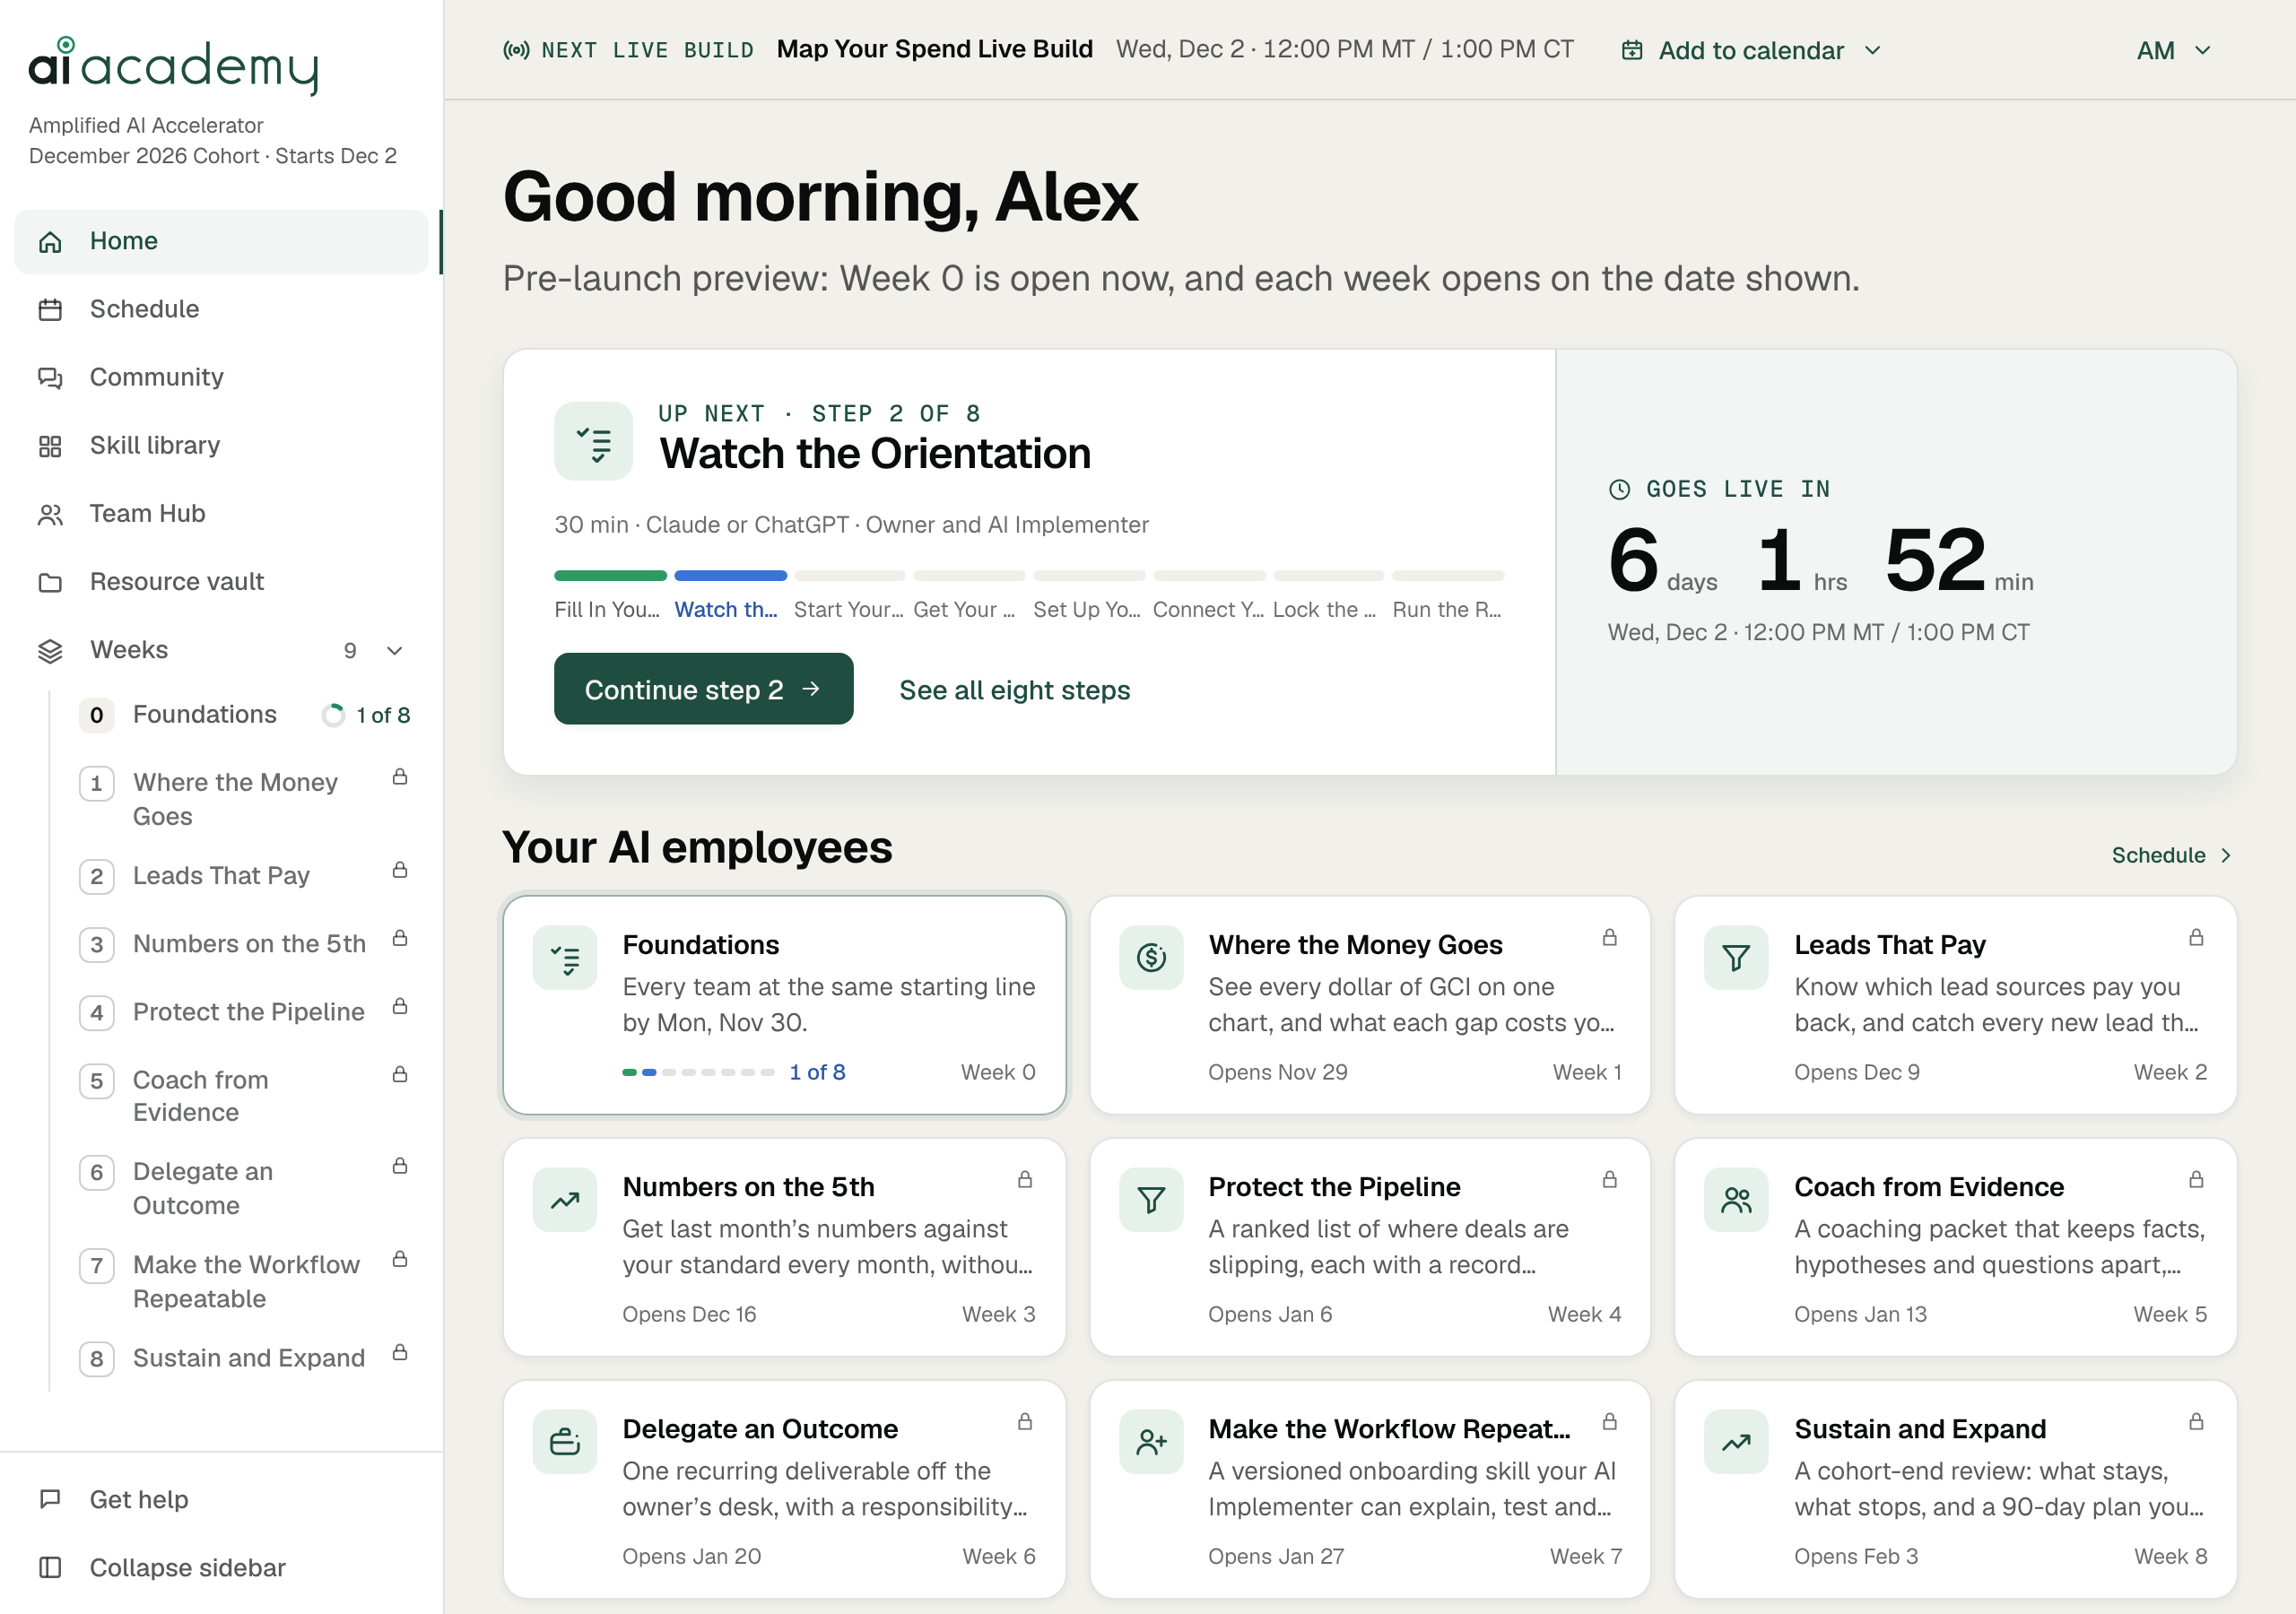 ai academy
Amplified AI Accelerator
December 2026 Cohort · Starts Dec 2
Home
Schedule
Community
Skill library
Team Hub
Resource vault
Weeks 9
0 Foundations 1 of 8
1 Where the Money
Goes
2 Leads That Pay
3 Numbers on the 5th
4 Protect the Pipeline
5 Coach from
Evidence
6 Delegate an
Outcome
7 Make the Workflow
Repeatable
8 Sustain and Expand
Get help
Collapse sidebar
NEXT LIVE BUILD Map Your Spend Live Build Wed, Dec 2 · 12:00 PM MT / 1:00 PM CT Add to calendar AM
Good morning, Alex
Pre-launch preview: Week 0 is open now, and each week opens on the date shown.
UP NEXT · STEP 2 OF 8
Watch the Orientation
30 min · Claude or ChatGPT · Owner and AI Implementer
Fill In You... Watch th... Start Your... Get Your ... Set Up Yo... Connect Y... Lock the ... Run the R...
Continue step 2 → See all eight steps
GOES LIVE IN
6 days 1 hrs 52 min
Wed, Dec 2 · 12:00 PM MT / 1:00 PM CT
Your AI employees
Schedule
Foundations
Every team at the same starting line
by Mon, Nov 30.
1 of 8 Week 0
Where the Money Goes
See every dollar of GCI on one
chart, and what each gap costs yo...
Opens Nov 29 Week 1
Leads That Pay
Know which lead sources pay you
back, and catch every new lead th...
Opens Dec 9 Week 2
Numbers on the 5th
Get last month's numbers against
your standard every month, withou...
Opens Dec 16 Week 3
Protect the Pipeline
A ranked list of where deals are
slipping, each with a record...
Opens Jan 6 Week 4
Coach from Evidence
A coaching packet that keeps facts,
hypotheses and questions apart,...
Opens Jan 13 Week 5
Delegate an Outcome
One recurring deliverable off the
owner's desk, with a responsibility...
Opens Jan 20 Week 6
Make the Workflow Repeat...
A versioned onboarding skill your AI
Implementer can explain, test and...
Opens Jan 27 Week 7
Sustain and Expand
A cohort-end review: what stays,
what stops, and a 90-day plan you...
Opens Feb 3 Week 8